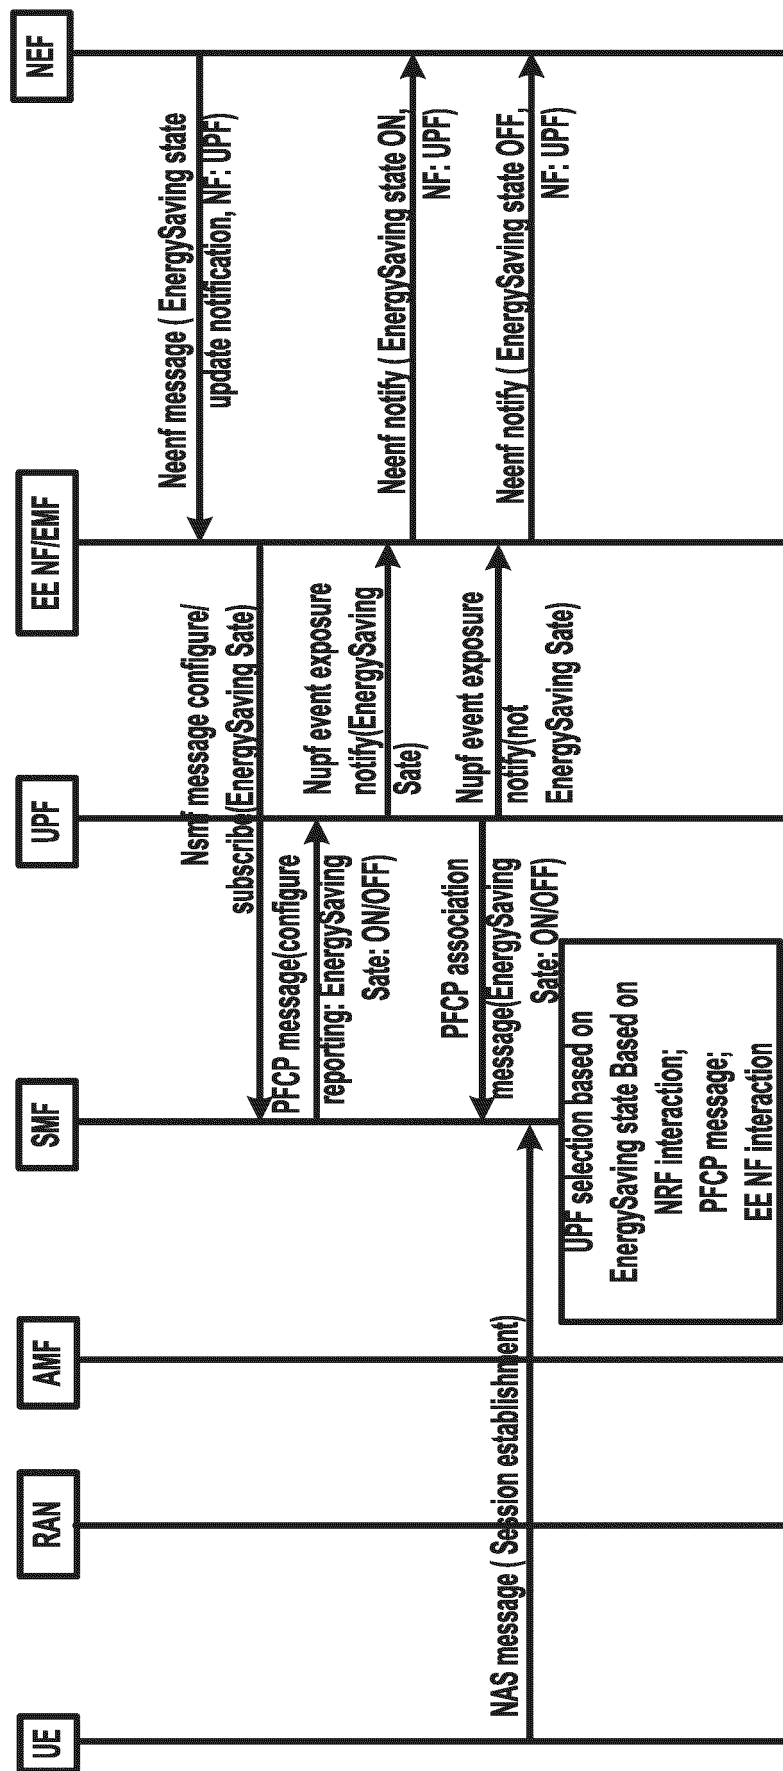 UE
RAN
AMF
SMF
UPF
EE NF/EMF
NEF
Neenf message ( EnergySaving state
update notification, NF: UPF)
Nsmf message configure/
subscribe(EnergySaving Sate)
PFCP message(configure
reporting: EnergySaving
Sate: ON/OFF)
Nupf event exposure
notify(EnergySaving
Sate)
Neenf notify ( EnergySaving state ON,
NF: UPF)
PFCP association
message(EnergySaving
Sate: ON/OFF)
Nupf event exposure
notify(not
EnergySaving Sate)
Neenf notify ( EnergySaving state OFF,
NF: UPF)
NAS message ( Session establishment)
UPF selection based on
EnergySaving state Based on
NRF interaction;
PFCP message;
EE NF interaction